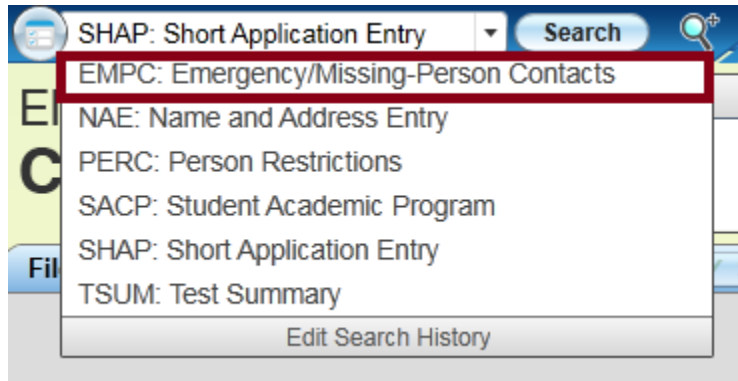 SHAP: Short Application Entry Search
EMPC: Emergency/Missing-Person Contacts
NAE: Name and Address Entry
PERC: Person Restrictions
SACP: Student Academic Program
SHAP: Short Application Entry
TSUM: Test Summary
Edit Search History